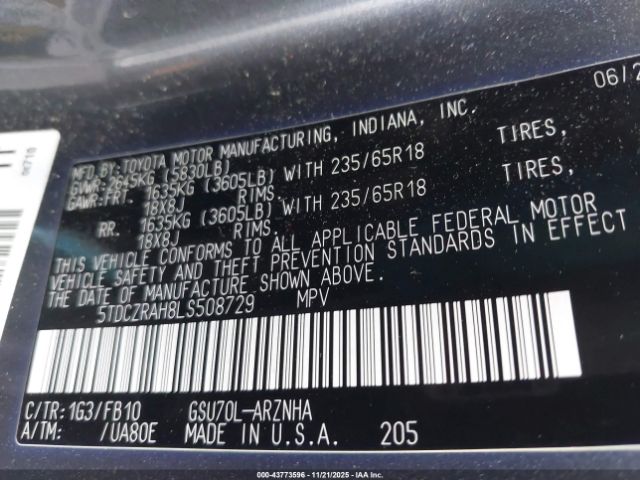 06/2
MFD.BY:TOYOTA MOTOR MANUFACTURING, INDIANA, INC.
GVWR:2645KG (5830LB)
GAWR:FRT. 1635KG (3605LB) WITH 235/65R18 TIRES,
18X8J RIMS.
RR. 1635KG (3605LB) WITH 235/65R18 TIRES,
18X8J RIMS.
THIS VEHICLE CONFORMS TO ALL APPLICABLE FEDERAL MOTOR
VEHICLE SAFETY AND THEFT PREVENTION STANDARDS IN EFFECT
THE DATE OF MANUFACTURE SHOWN ABOVE.
5TDCZRAH8LS508729 MPV
C/TR:1G3/FB10 GSU70L-ARZNHA
A/TM: /UA80E MADE IN U.S.A. 205
000-43773596 - 11/21/2025 - IAA Inc.